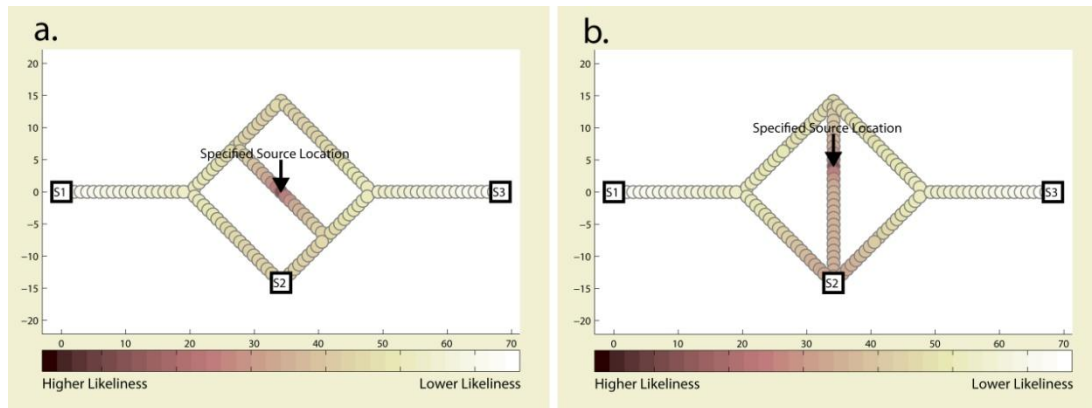 a.
20
15
10
5
0
−5
−10
−15
−20
Specified Source Location
S1
S3
S2
0 10 20 30 40 50 60 70
Higher Likeliness Lower Likeliness
b.
20
15
10
5
0
−5
−10
−15
−20
Specified Source Location
S1
S3
S2
0 10 20 30 40 50 60 70
Higher Likeliness Lower Likeliness